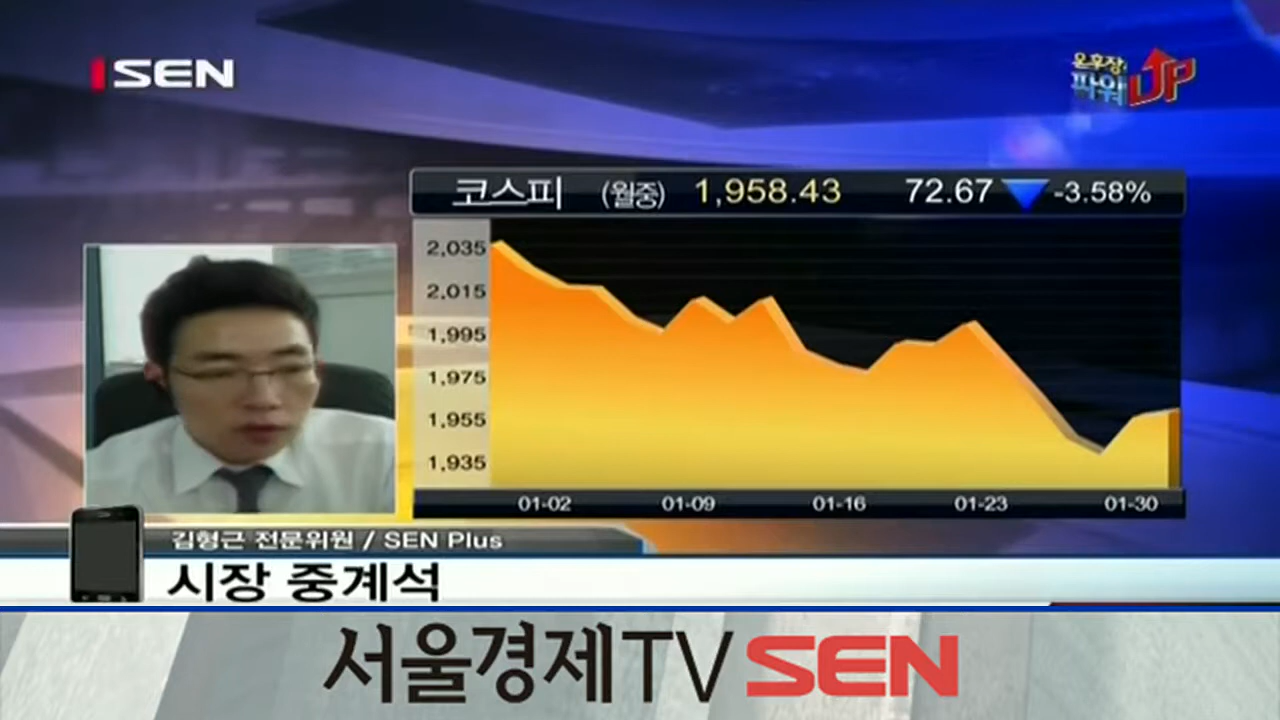 SEN
온후장
파워 UP
코스피 (월중) 1,958.43 72.67 ▼ -3.58%
2,035
2,015
1,995
1,975
1,955
1,935
01-02 01-09 01-16 01-23 01-30
김형근 전문위원 / SEN Plus
시장 중계석
서울경제TV SEN